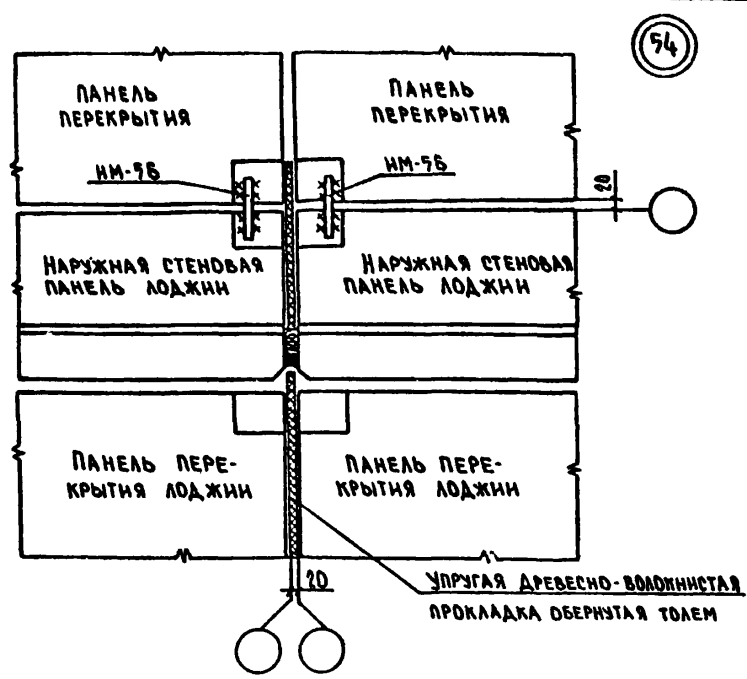 54
ПАНЕЛЬ
ПЕРЕКРЫТИЯ
ПАНЕЛЬ
ПЕРЕКРЫТИЯ
НМ-5Б
НМ-5Б
20
НАРУЖНАЯ СТЕНОВАЯ
ПАНЕЛЬ ЛОДЖИИ
НАРУЖНАЯ СТЕНОВАЯ
ПАНЕЛЬ ЛОДЖИИ
ПАНЕЛЬ ПЕРЕ-
КРЫТИЯ ЛОДЖИИ
ПАНЕЛЬ ПЕРЕ-
КРЫТИЯ ЛОДЖИИ
20
УПРУГАЯ ДРЕВЕСНО-ВОЛОКНИСТАЯ
ПРОКЛАДКА ОБЕРНУТАЯ ТОЛЕМ